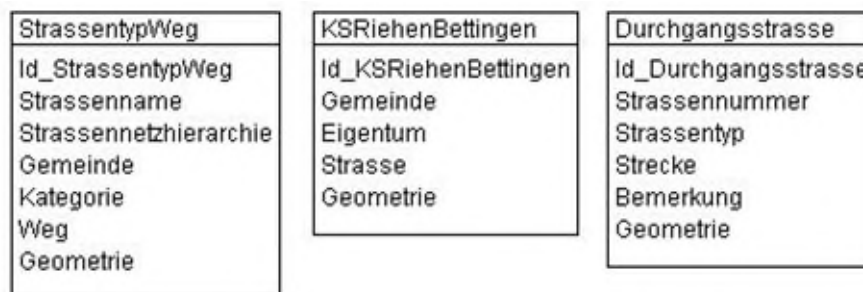 StrassentypWeg
Id_StrassentypWeg
Strassenname
Strassennetzhierarchie
Gemeinde
Kategorie
Weg
Geometrie
KSRiehenBettingen
Id_KSRiehenBettingen
Gemeinde
Eigentum
Strasse
Geometrie
Durchgangsstrasse
Id_Durchgangsstrasse
Strassennummer
Strassentyp
Strecke
Bemerkung
Geometrie